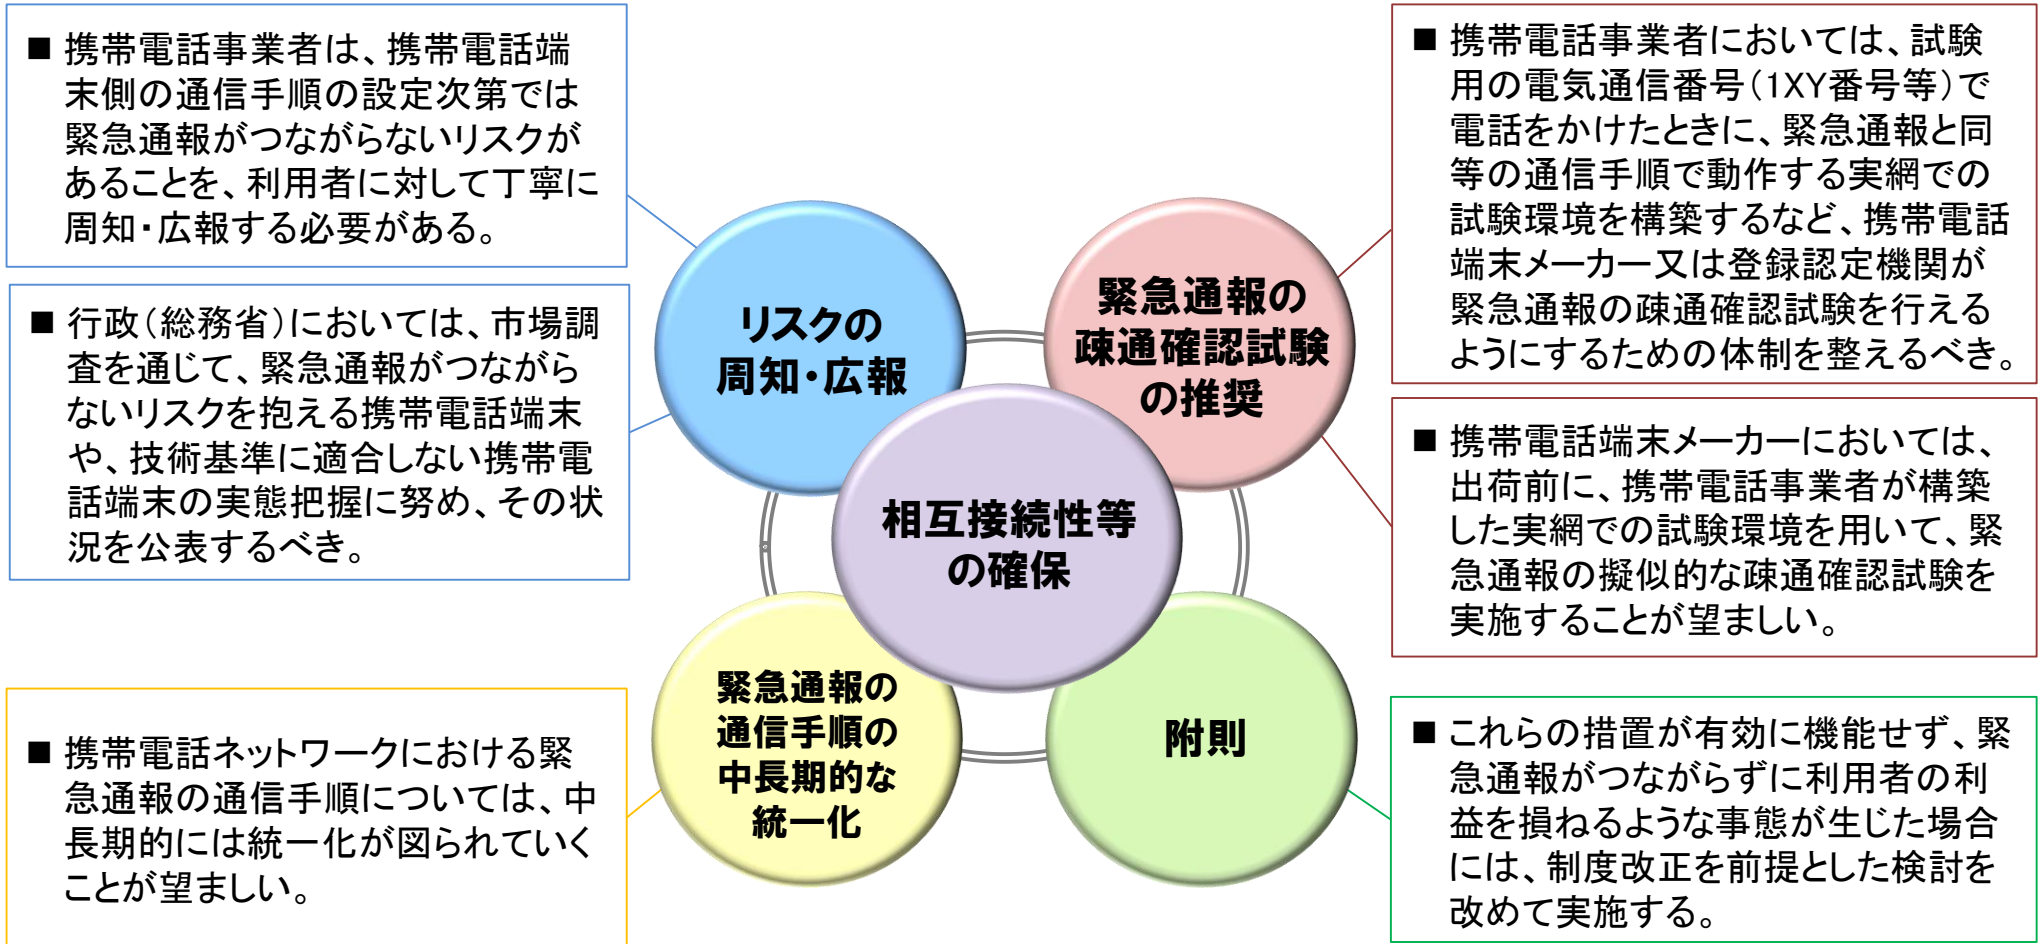 ■ 携帯電話事業者は、携帯電話端
末側の通信手順の設定次第では
緊急通報がつながらないリスクが
あることを、利用者に対して丁寧に
周知・広報する必要がある。
■ 行政(総務省)においては、市場調
査を通じて、緊急通報がつながら
ないリスクを抱える携帯電話端末
や、技術基準に適合しない携帯電
話端末の実態把握に努め、その状
況を公表するべき。
■ 携帯電話ネットワークにおける緊
急通報の通信手順については、中
長期的には統一化が図られていく
ことが望ましい。
リスクの
周知・広報
緊急通報の
疎通確認試験
の推奨
相互接続性等
の確保
緊急通報の
通信手順の
中長期的な
統一化
附則
■ 携帯電話事業者においては、試験
用の電気通信番号(1XY番号等)で
電話をかけたときに、緊急通報と同
等の通信手順で動作する実網での
試験環境を構築するなど、携帯電話
端末メーカー又は登録認定機関が
緊急通報の疎通確認試験を行える
ようにするための体制を整えるべき。
■ 携帯電話端末メーカーにおいては、
出荷前に、携帯電話事業者が構築
した実網での試験環境を用いて、緊
急通報の擬似的な疎通確認試験を
実施することが望ましい。
■ これらの措置が有効に機能せず、緊
急通報がつながらずに利用者の利
益を損ねるような事態が生じた場合
には、制度改正を前提とした検討を
改めて実施する。